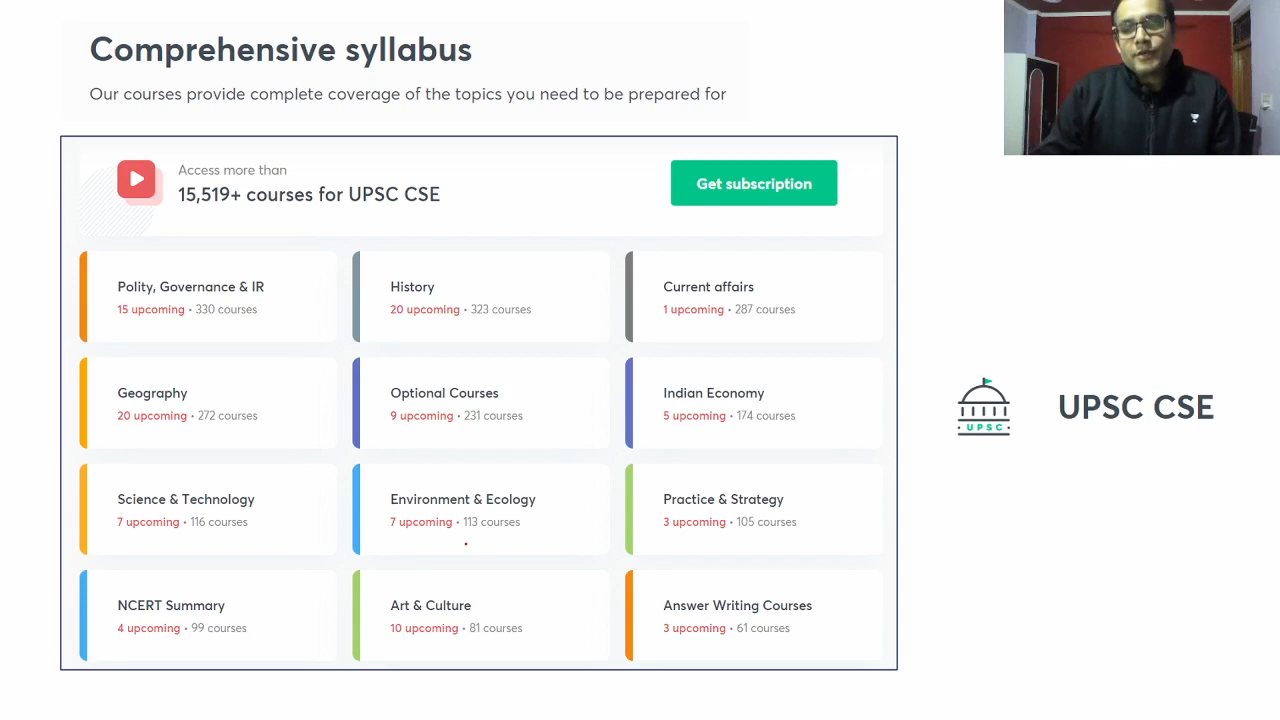 Comprehensive syllabus
Our courses provide complete coverage of the topics you need to be prepared for
Access more than
15,519+ courses for UPSC CSE
Get subscription
Polity, Governance & IR
15 upcoming • 330 courses
History
20 upcoming • 323 courses
Current affairs
1 upcoming • 287 courses
Geography
20 upcoming • 272 courses
Optional Courses
9 upcoming • 231 courses
Indian Economy
5 upcoming • 174 courses
Science & Technology
7 upcoming • 116 courses
Environment & Ecology
7 upcoming • 113 courses
Practice & Strategy
3 upcoming • 105 courses
NCERT Summary
4 upcoming • 99 courses
Art & Culture
10 upcoming • 81 courses
Answer Writing Courses
3 upcoming • 61 courses
UPSC
UPSC CSE